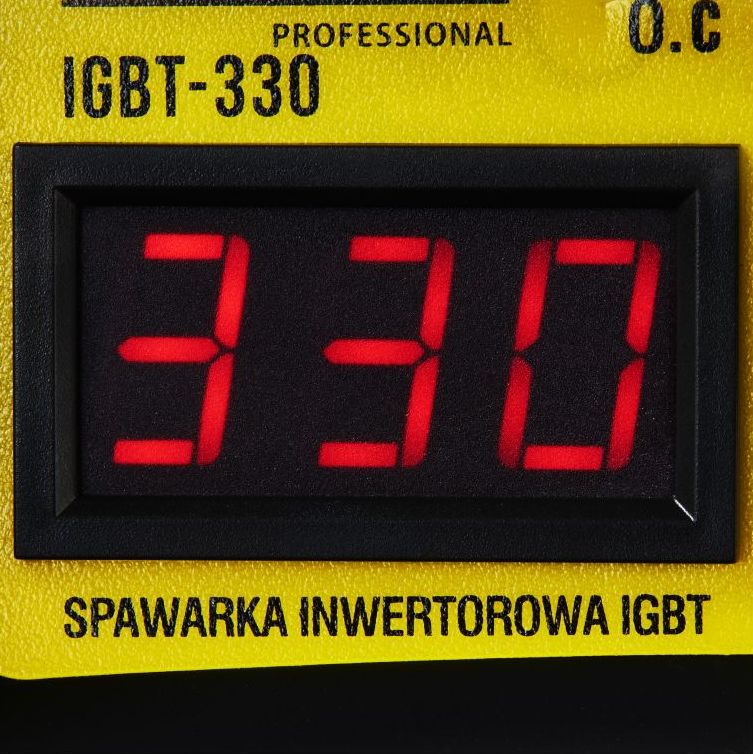 PROFESSIONAL
O.C
IGBT-330
330
SPAWARKA INWERTOROWA IGBT